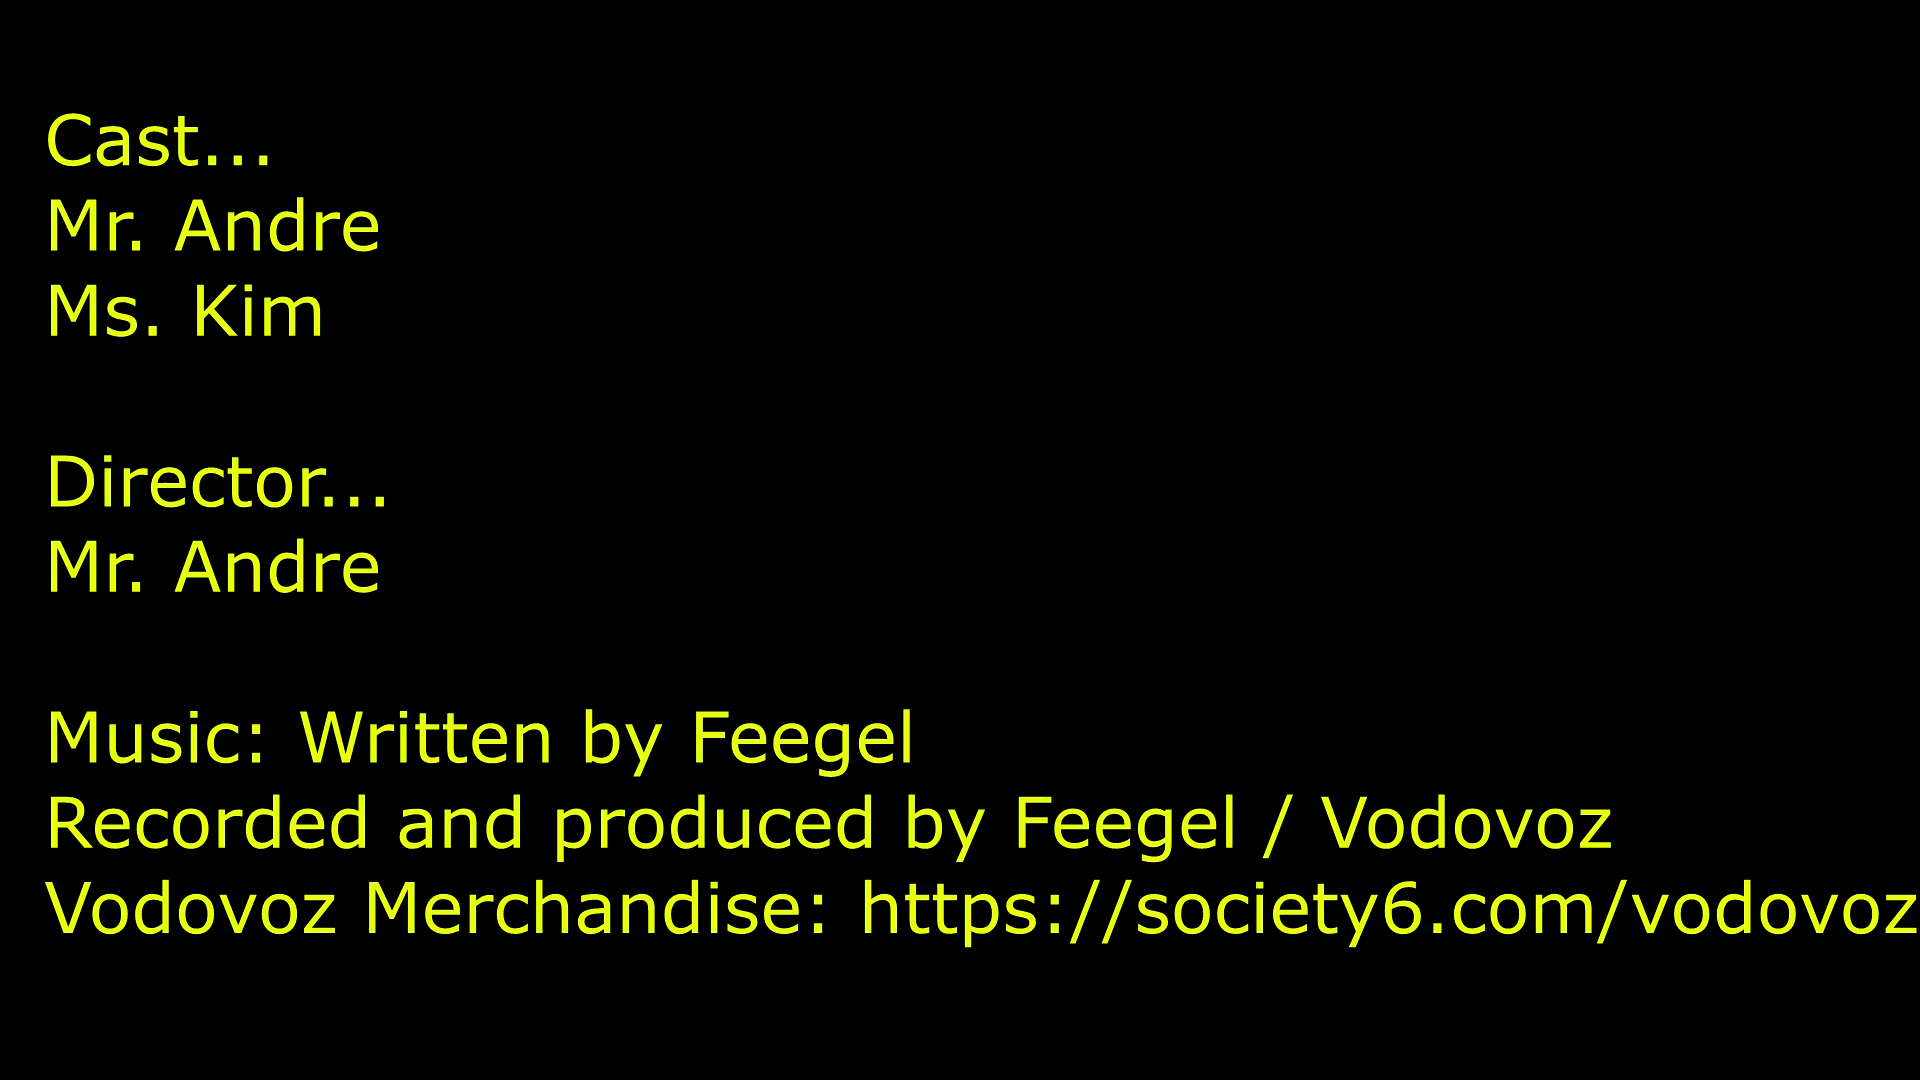 Cast...
Mr. Andre
Ms. Kim
Director...
Mr. Andre
Music: Written by Feegel
Recorded and produced by Feegel / Vodovoz
Vodovoz Merchandise: https://society6.com/vodovoz